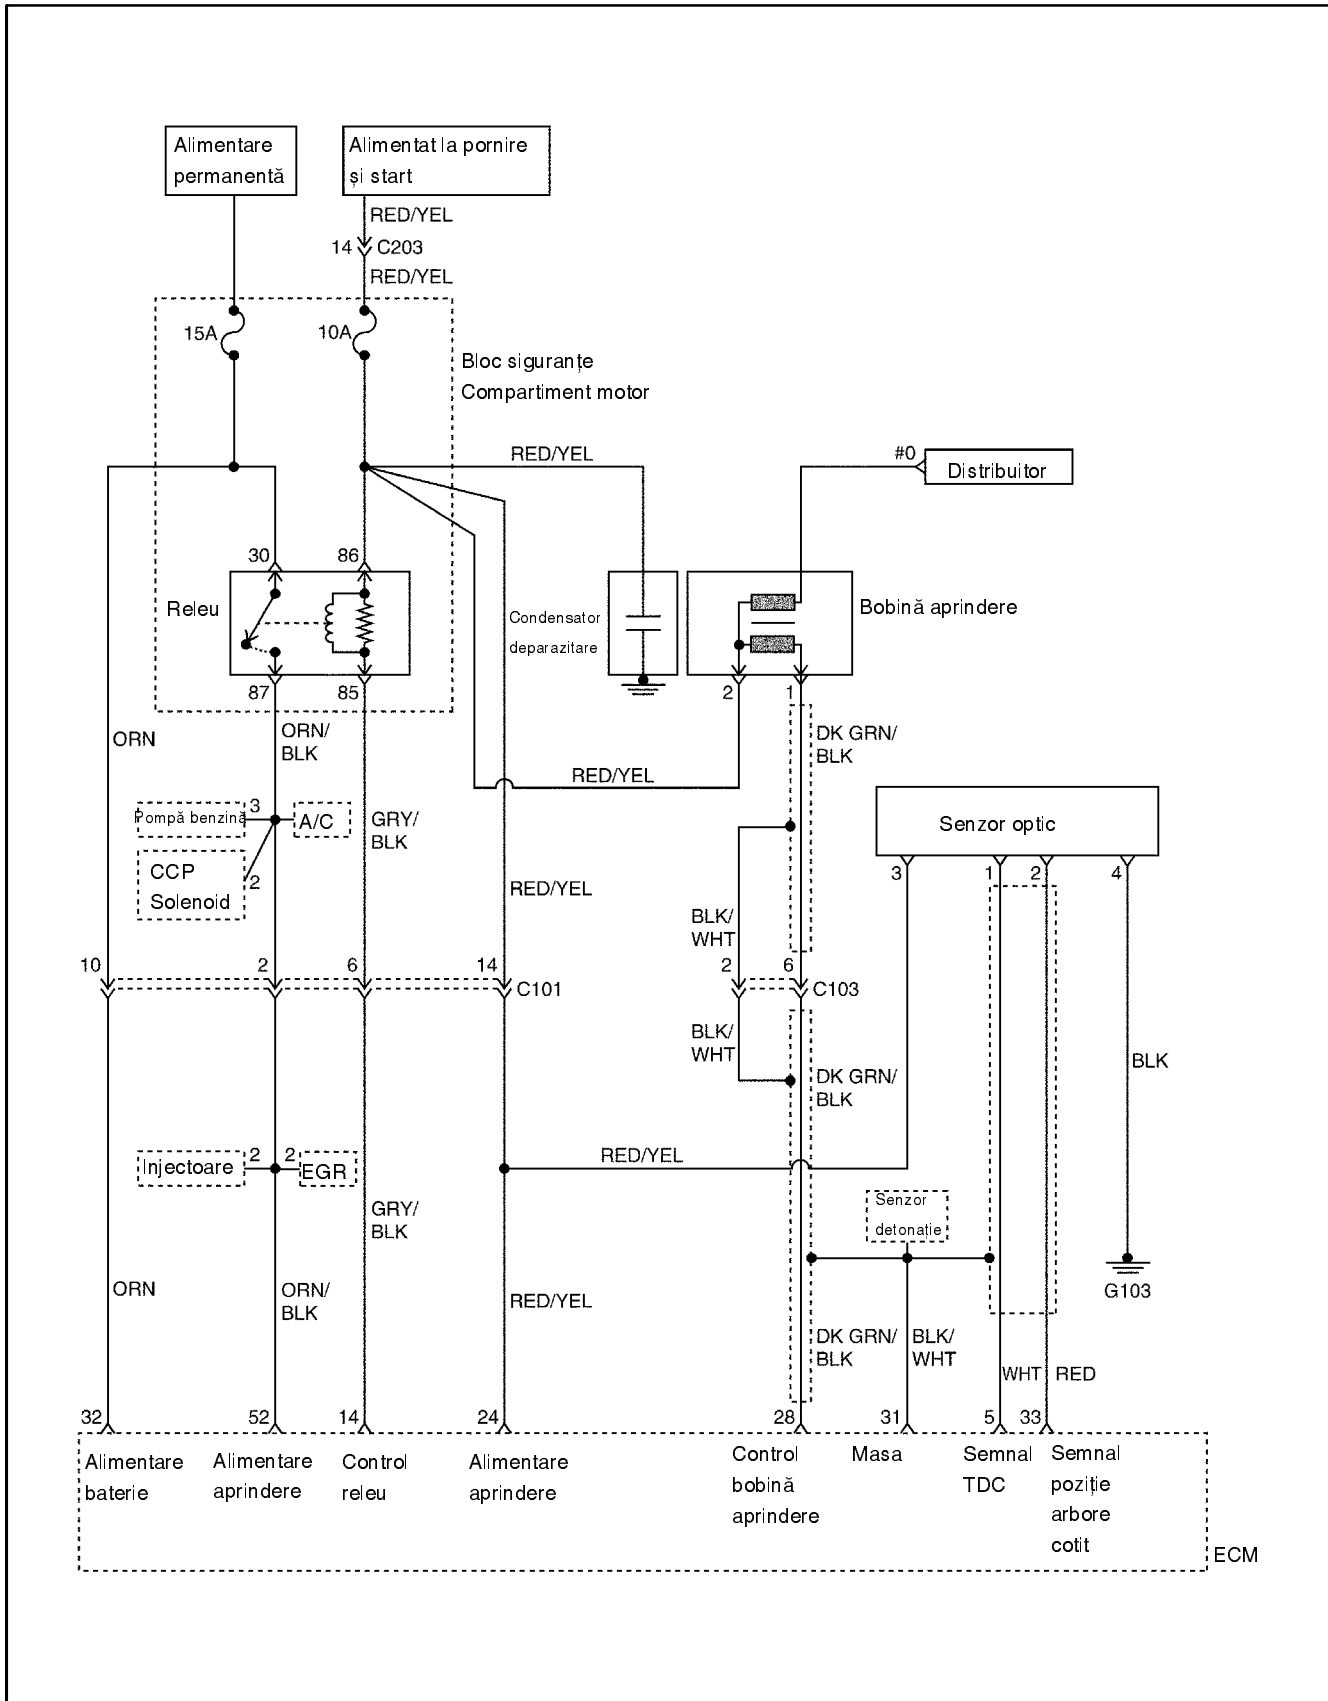 Alimentare
permanentă
Alimentat la pornire
și start
RED/YEL
14 C203
RED/YEL
15A
10A
Bloc siguranțe
Compartiment motor
RED/YEL
#0
Distribuitor
30
86
Releu
Condensator
deparazitare
Bobină aprindere
87
85
2
1
ORN
ORN/
BLK
DK GRN/
BLK
RED/YEL
Pompă benzină
3
A/C
GRY/
BLK
Senzor optic
CCP
Solenoid
2
3
1
2
4
RED/YEL
BLK/
WHT
10
2
6
14
C101
2
6
C103
BLK/
WHT
DK GRN/
BLK
BLK
Injectoare
2
2
EGR
RED/YEL
GRY/
BLK
Senzor
detonație
G103
ORN
ORN/
BLK
RED/YEL
DK GRN/
BLK
BLK/
WHT
WHT
RED
32
52
14
24
28
31
5
33
Alimentare
baterie
Alimentare
aprindere
Control
releu
Alimentare
aprindere
Control
bobină
aprindere
Masa
Semnal
TDC
Semnal
poziție
arbore
cotit
ECM